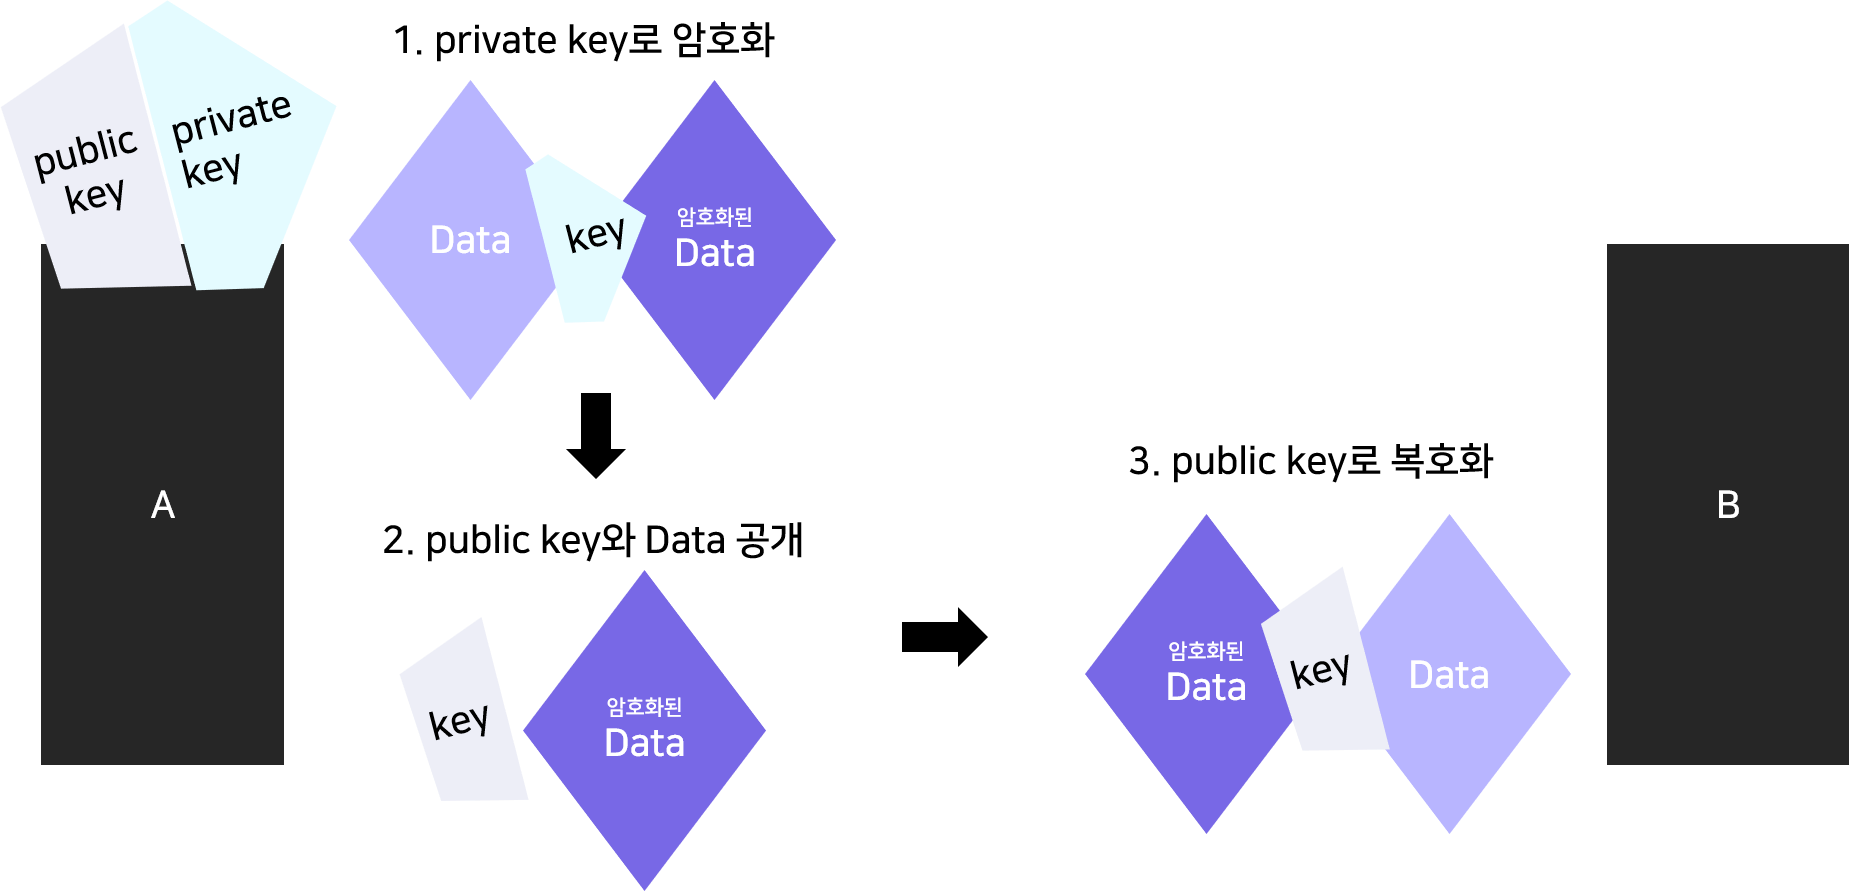 public
key
private
key
A
1. private key로 암호화
Data
key
암호화된
Data
2. public key와 Data 공개
key
암호화된
Data
3. public key로 복호화
암호화된
Data
key
Data
B